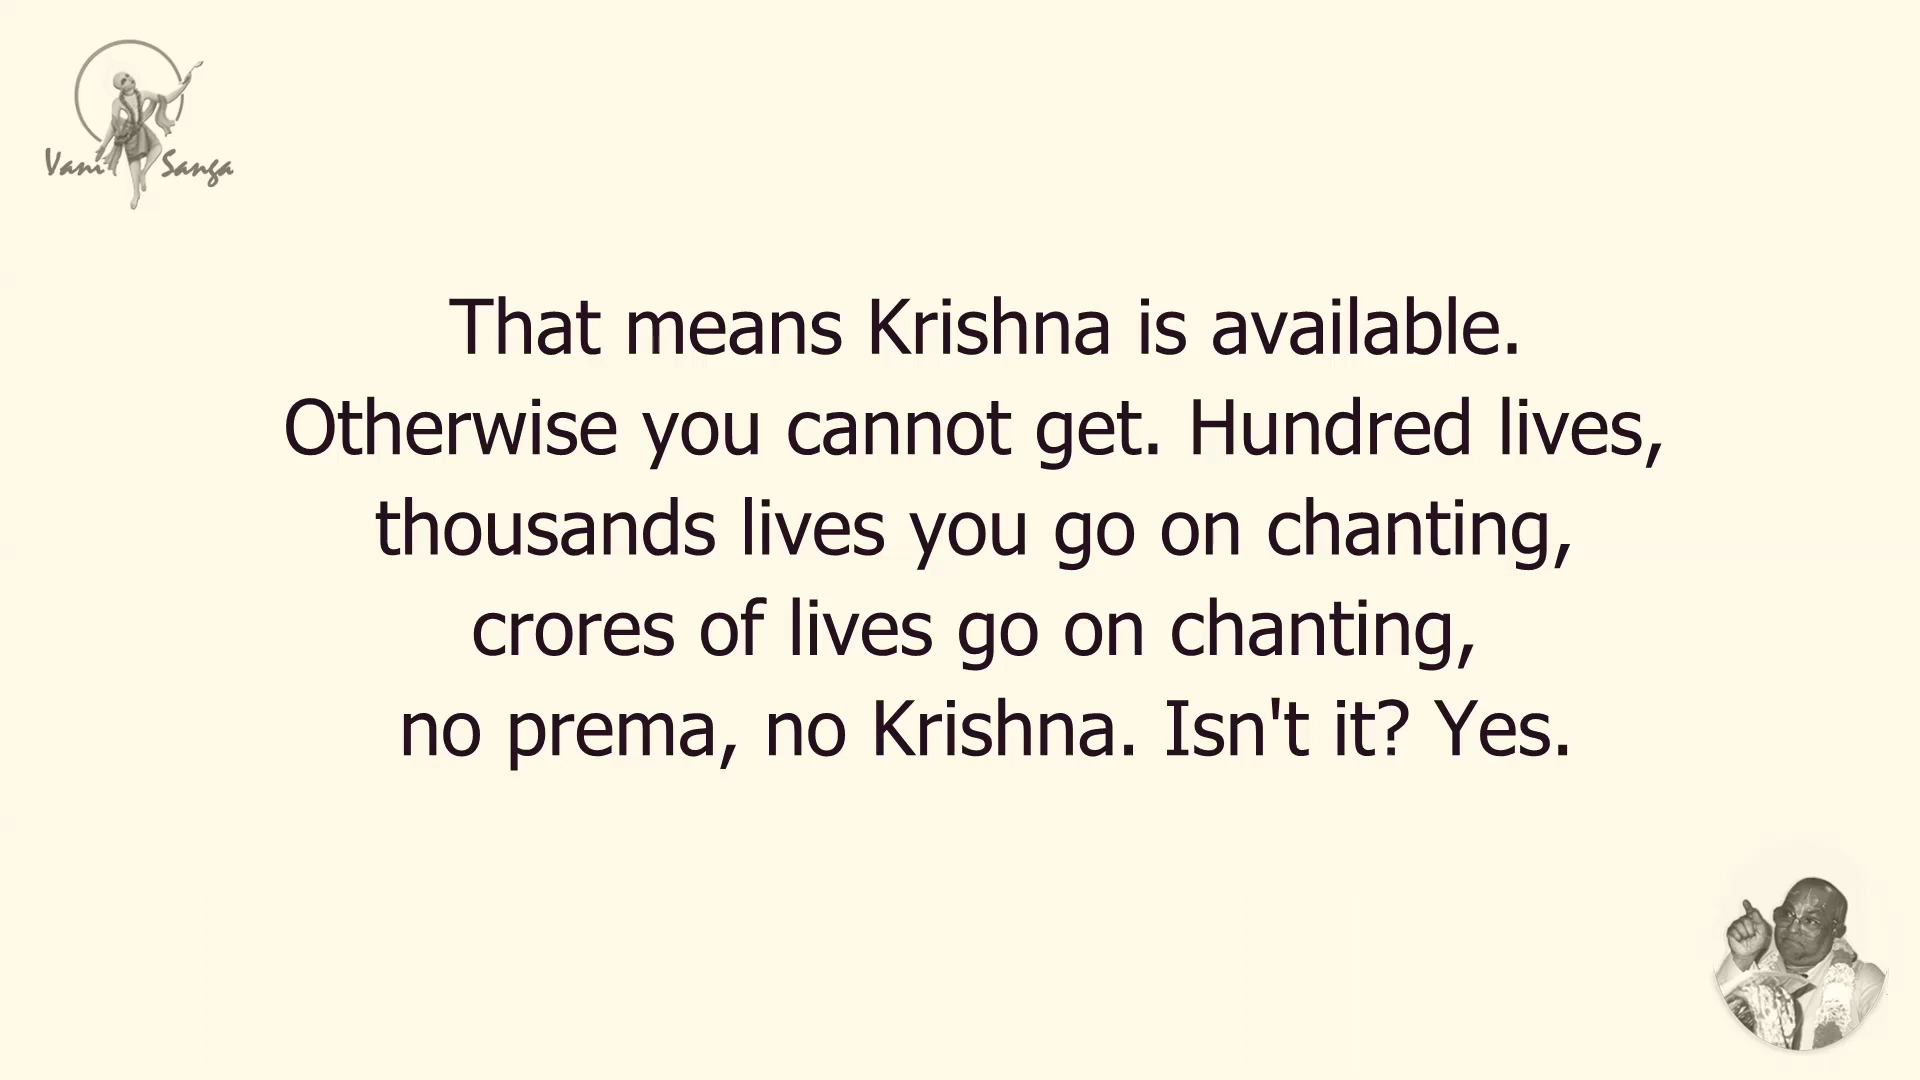 Vani Sanga
That means Krishna is available.
Otherwise you cannot get. Hundred lives,
thousands lives you go on chanting,
crores of lives go on chanting,
no prema, no Krishna. Isn't it? Yes.